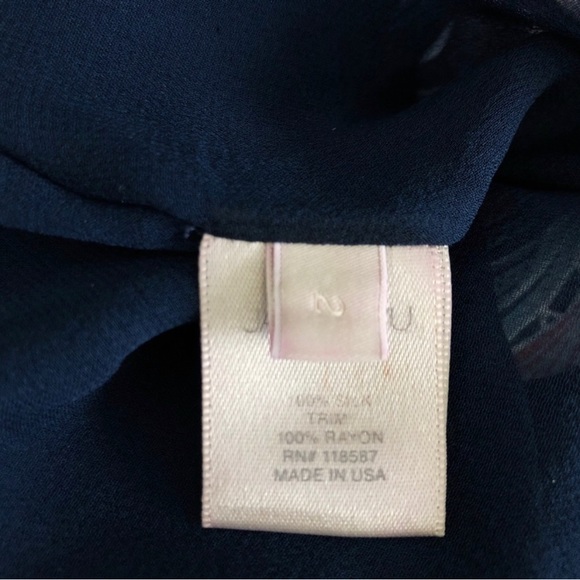 2
100% SILK
TRIM
100% RAYON
RN# 118587
MADE IN USA